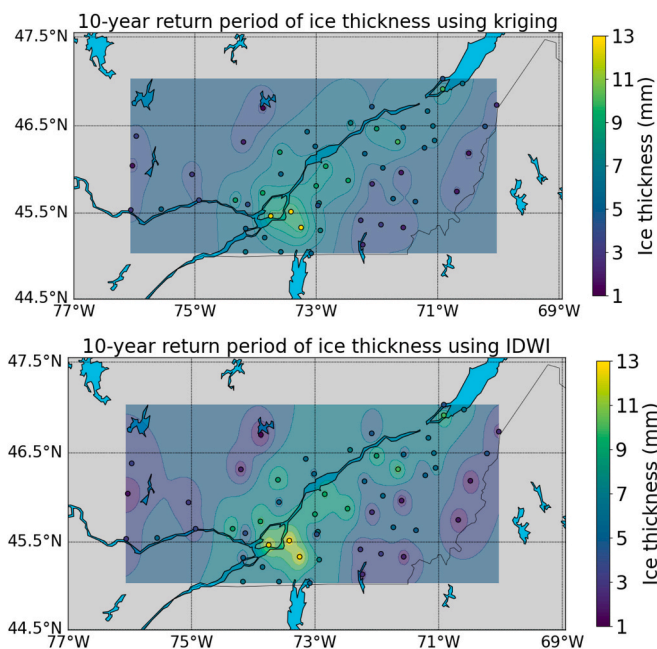 10-year return period of ice thickness using kriging
47.5°N
46.5°N
45.5°N
44.5°N
77°W
75°W
73°W
71°W
69°W
13
11
9
7
5
3
1
Ice thickness (mm)
10-year return period of ice thickness using IDWI
47.5°N
46.5°N
45.5°N
44.5°N
77°W
75°W
73°W
71°W
69°W
13
11
9
7
5
3
1
Ice thickness (mm)